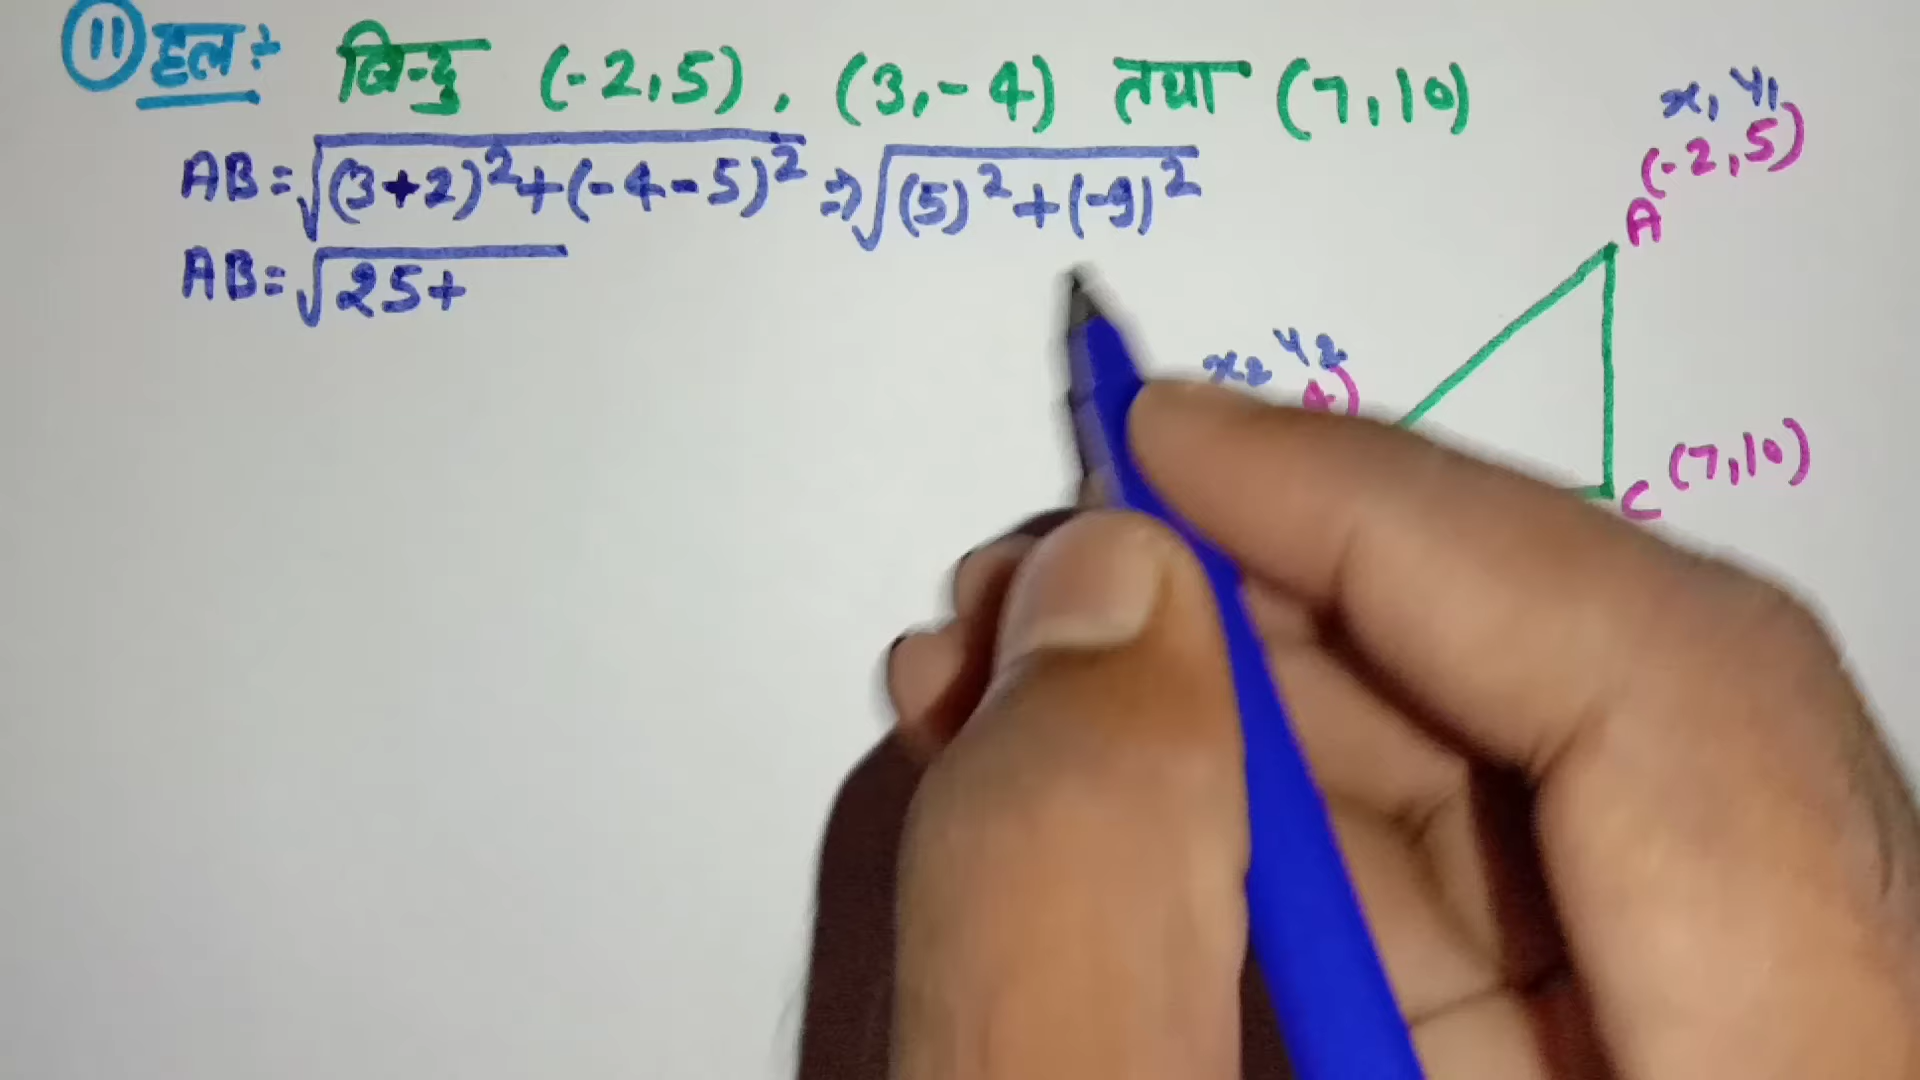 (11) हल:- बिन्दु (-2,5), (3,-4) तथा (7,10)
AB=√(3+2)²+(-4-5)² ⇒ √(5)²+(-9)²
AB=√25+
x₁ y₁
(-2,5)
A
x₂ y₂
4)
C (7,10)